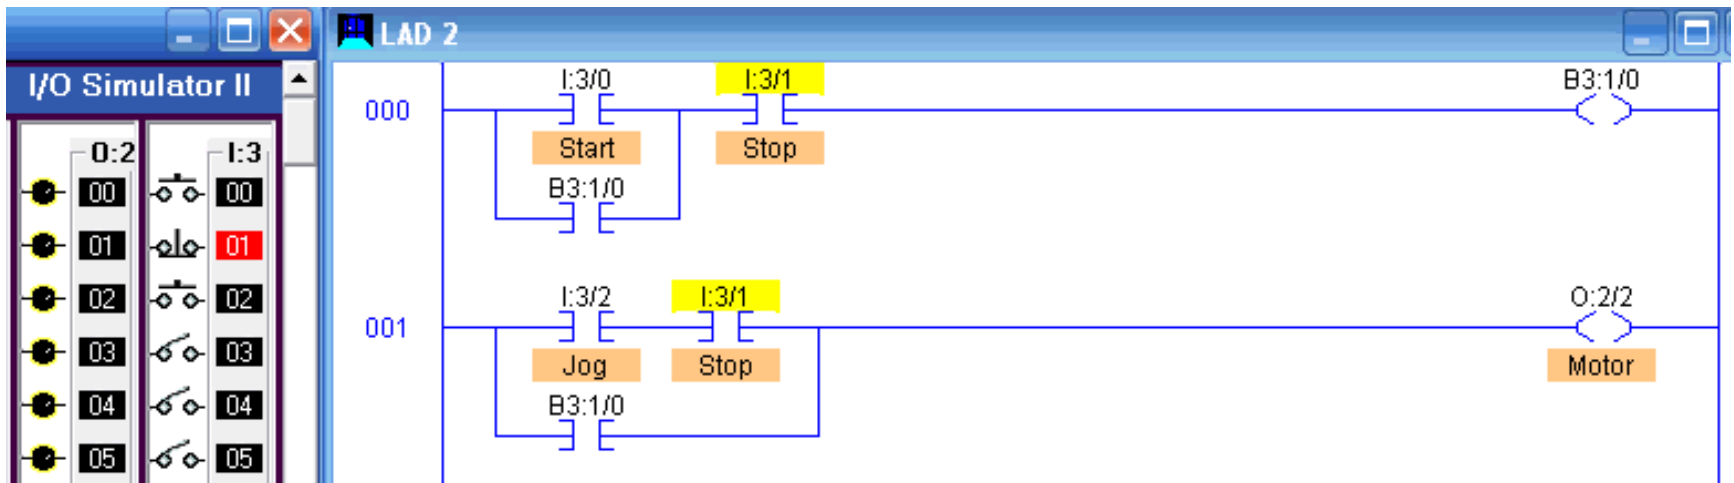 I/O Simulator II
O:2 I:3
00 00
01 01
02 02
03 03
04 04
05 05
LAD 2
I:3/0 I:3/1 B3:1/0
000
Start Stop
B3:1/0
I:3/2 I:3/1 O:2/2
001
Jog Stop Motor
B3:1/0